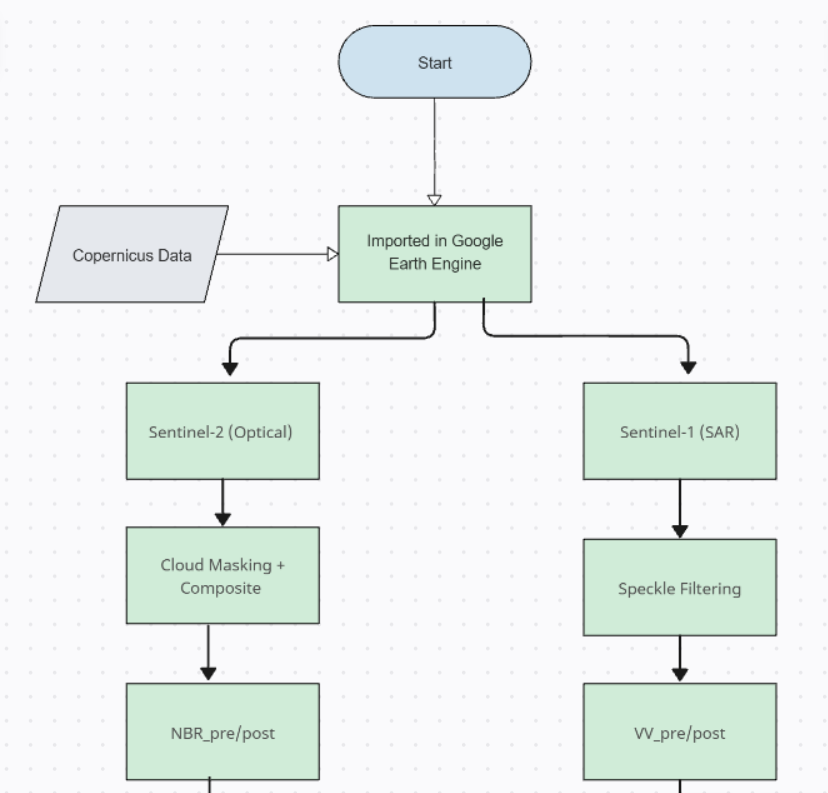 Start
Copernicus Data
Imported in Google
Earth Engine
Sentinel-2 (Optical)
Sentinel-1 (SAR)
Cloud Masking +
Composite
Speckle Filtering
NBR_pre/post
VV_pre/post